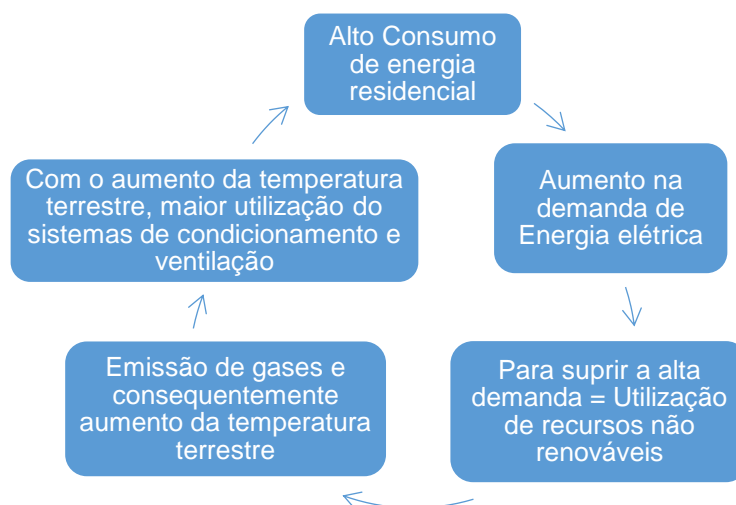 Alto Consumo
de energia
residencial
Aumento na
demanda de
Energia elétrica
Para suprir a alta
demanda = Utilização
de recursos não
renováveis
Emissão de gases e
consequentemente
aumento da temperatura
terrestre
Com o aumento da temperatura
terrestre, maior utilização do
sistemas de condicionamento e
ventilação